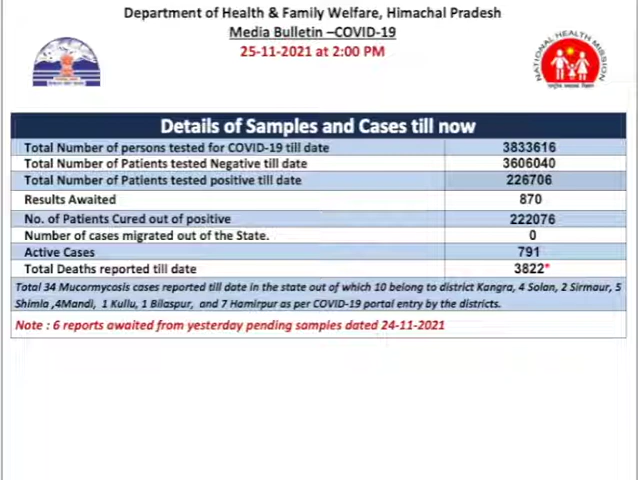 Department of Health & Family Welfare, Himachal Pradesh
Media Bulletin –COVID-19
25-11-2021 at 2:00 PM
NATIONAL HEALTH MISSION
Details of Samples and Cases till now
Total Number of persons tested for COVID-19 till date 3833616
Total Number of Patients tested Negative till date 3606040
Total Number of Patients tested positive till date 226706
Results Awaited 870
No. of Patients Cured out of positive 222076
Number of cases migrated out of the State. 0
Active Cases 791
Total Deaths reported till date 3822*
Total 34 Mucormycosis cases reported till date in the state out of which 10 belong to district Kangra, 4 Solan, 2 Sirmaur, 5
Shimla ,4Mandi, 1 Kullu, 1 Bilaspur, and 7 Hamirpur as per COVID-19 portal entry by the districts.
Note : 6 reports awaited from yesterday pending samples dated 24-11-2021